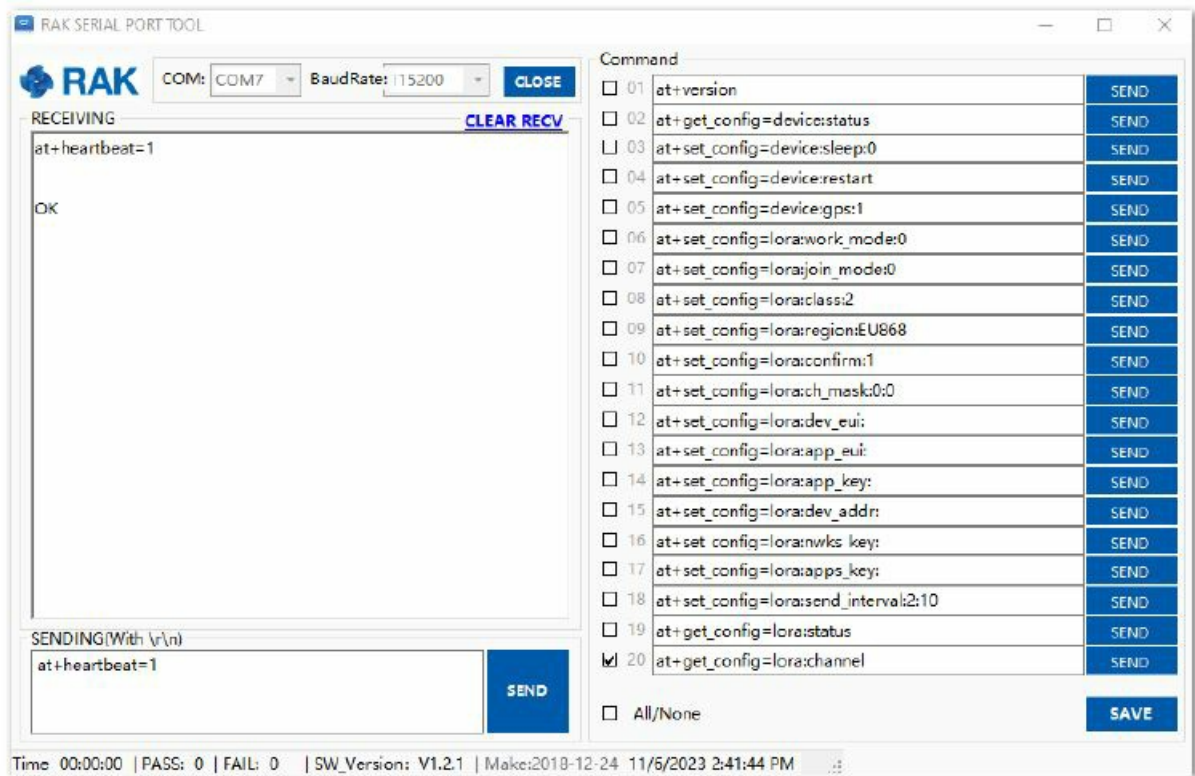 RAK SERIAL PORT TOOL
RAK
COM: COM7 BaudRate: 115200 CLOSE
RECEIVING CLEAR RECV
at+heartbeat=1
OK
SENDING(With \r\n)
at+heartbeat=1
SEND
Command
01 at+version SEND
02 at+get_config=device:status SEND
03 at+set_config=device:sleep:0 SEND
04 at+set_config=device:restart SEND
05 at+set_config=device:gps:1 SEND
06 at+set_config=lora:work_mode:0 SEND
07 at+set_config=lora:join_mode:0 SEND
08 at+set_config=lora:class:2 SEND
09 at+set_config=lora:region:EU868 SEND
10 at+set_config=lora:confirm:1 SEND
11 at+set_config=lora:ch_mask:0:0 SEND
12 at+set_config=lora:dev_eui: SEND
13 at+set_config=lora:app_eui: SEND
14 at+set_config=lora:app_key: SEND
15 at+set_config=lora:dev_addr: SEND
16 at+set_config=lora:nwks_key: SEND
17 at+set_config=lora:apps_key: SEND
18 at+set_config=lora:send_interval:2:10 SEND
19 at+get_config=lora:status SEND
20 at+get_config=lora:channel SEND
All/None SAVE
Time 00:00:00 | PASS: 0 | FAIL: 0 | SW_Version: V1.2.1 | Make:2018-12-24 11/6/2023 2:41:44 PM